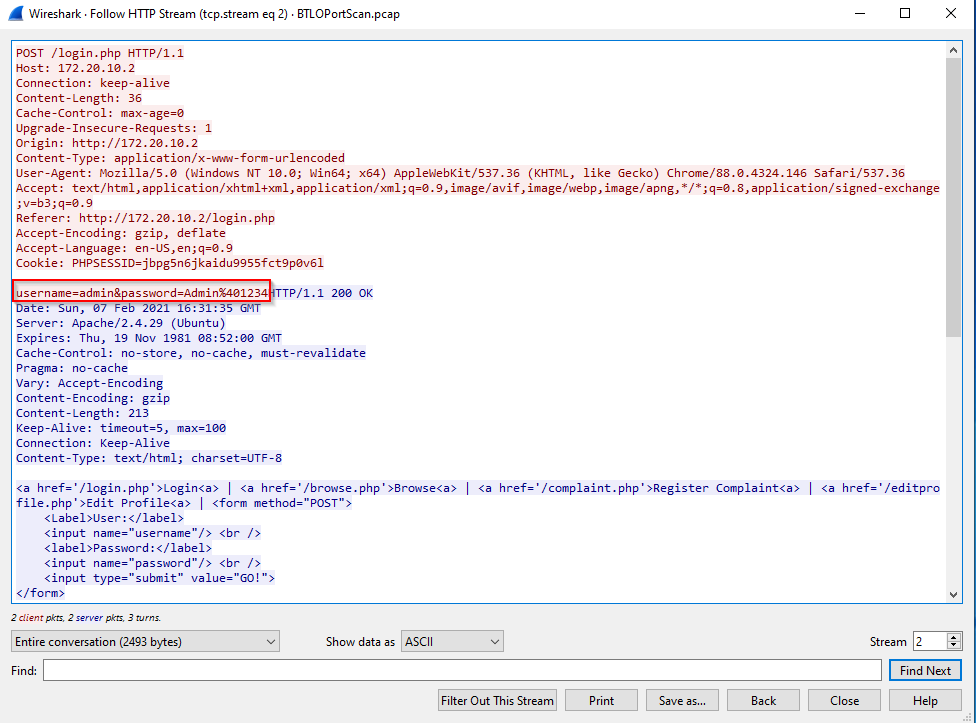 Wireshark · Follow HTTP Stream (tcp.stream eq 2) · BTLOPortScan.pcap
POST /login.php HTTP/1.1
Host: 172.20.10.2
Connection: keep-alive
Content-Length: 36
Cache-Control: max-age=0
Upgrade-Insecure-Requests: 1
Origin: http://172.20.10.2
Content-Type: application/x-www-form-urlencoded
User-Agent: Mozilla/5.0 (Windows NT 10.0; Win64; x64) AppleWebKit/537.36 (KHTML, like Gecko) Chrome/88.0.4324.146 Safari/537.36
Accept: text/html,application/xhtml+xml,application/xml;q=0.9,image/avif,image/webp,image/apng,*/*;q=0.8,application/signed-exchange
;v=b3;q=0.9
Referer: http://172.20.10.2/login.php
Accept-Encoding: gzip, deflate
Accept-Language: en-US,en;q=0.9
Cookie: PHPSESSID=jbpg5n6jkaidu9955fct9p0v6l
username=admin&password=Admin%401234HTTP/1.1 200 OK
Date: Sun, 07 Feb 2021 16:31:35 GMT
Server: Apache/2.4.29 (Ubuntu)
Expires: Thu, 19 Nov 1981 08:52:00 GMT
Cache-Control: no-store, no-cache, must-revalidate
Pragma: no-cache
Vary: Accept-Encoding
Content-Encoding: gzip
Content-Length: 213
Keep-Alive: timeout=5, max=100
Connection: Keep-Alive
Content-Type: text/html; charset=UTF-8
<a href='/login.php'>Login<a> | <a href='/browse.php'>Browse<a> | <a href='/complaint.php'>Register Complaint<a> | <a href='/editpro
file.php'>Edit Profile<a> | <form method="POST">
<Label>User:</label>
<input name="username"/> <br />
<label>Password:</label>
<input name="password"/> <br />
<input type="submit" value="GO!">
</form>
2 client pkts, 2 server pkts, 3 turns.
Entire conversation (2493 bytes) Show data as ASCII Stream 2
Find: Find Next
Filter Out This Stream Print Save as... Back Close Help